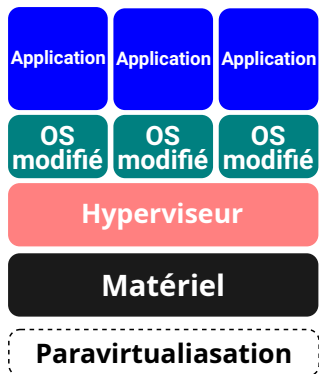 Application Application Application
OS OS OS
modifié modifié modifié
Hyperviseur
Matériel
Paravirtualiasation